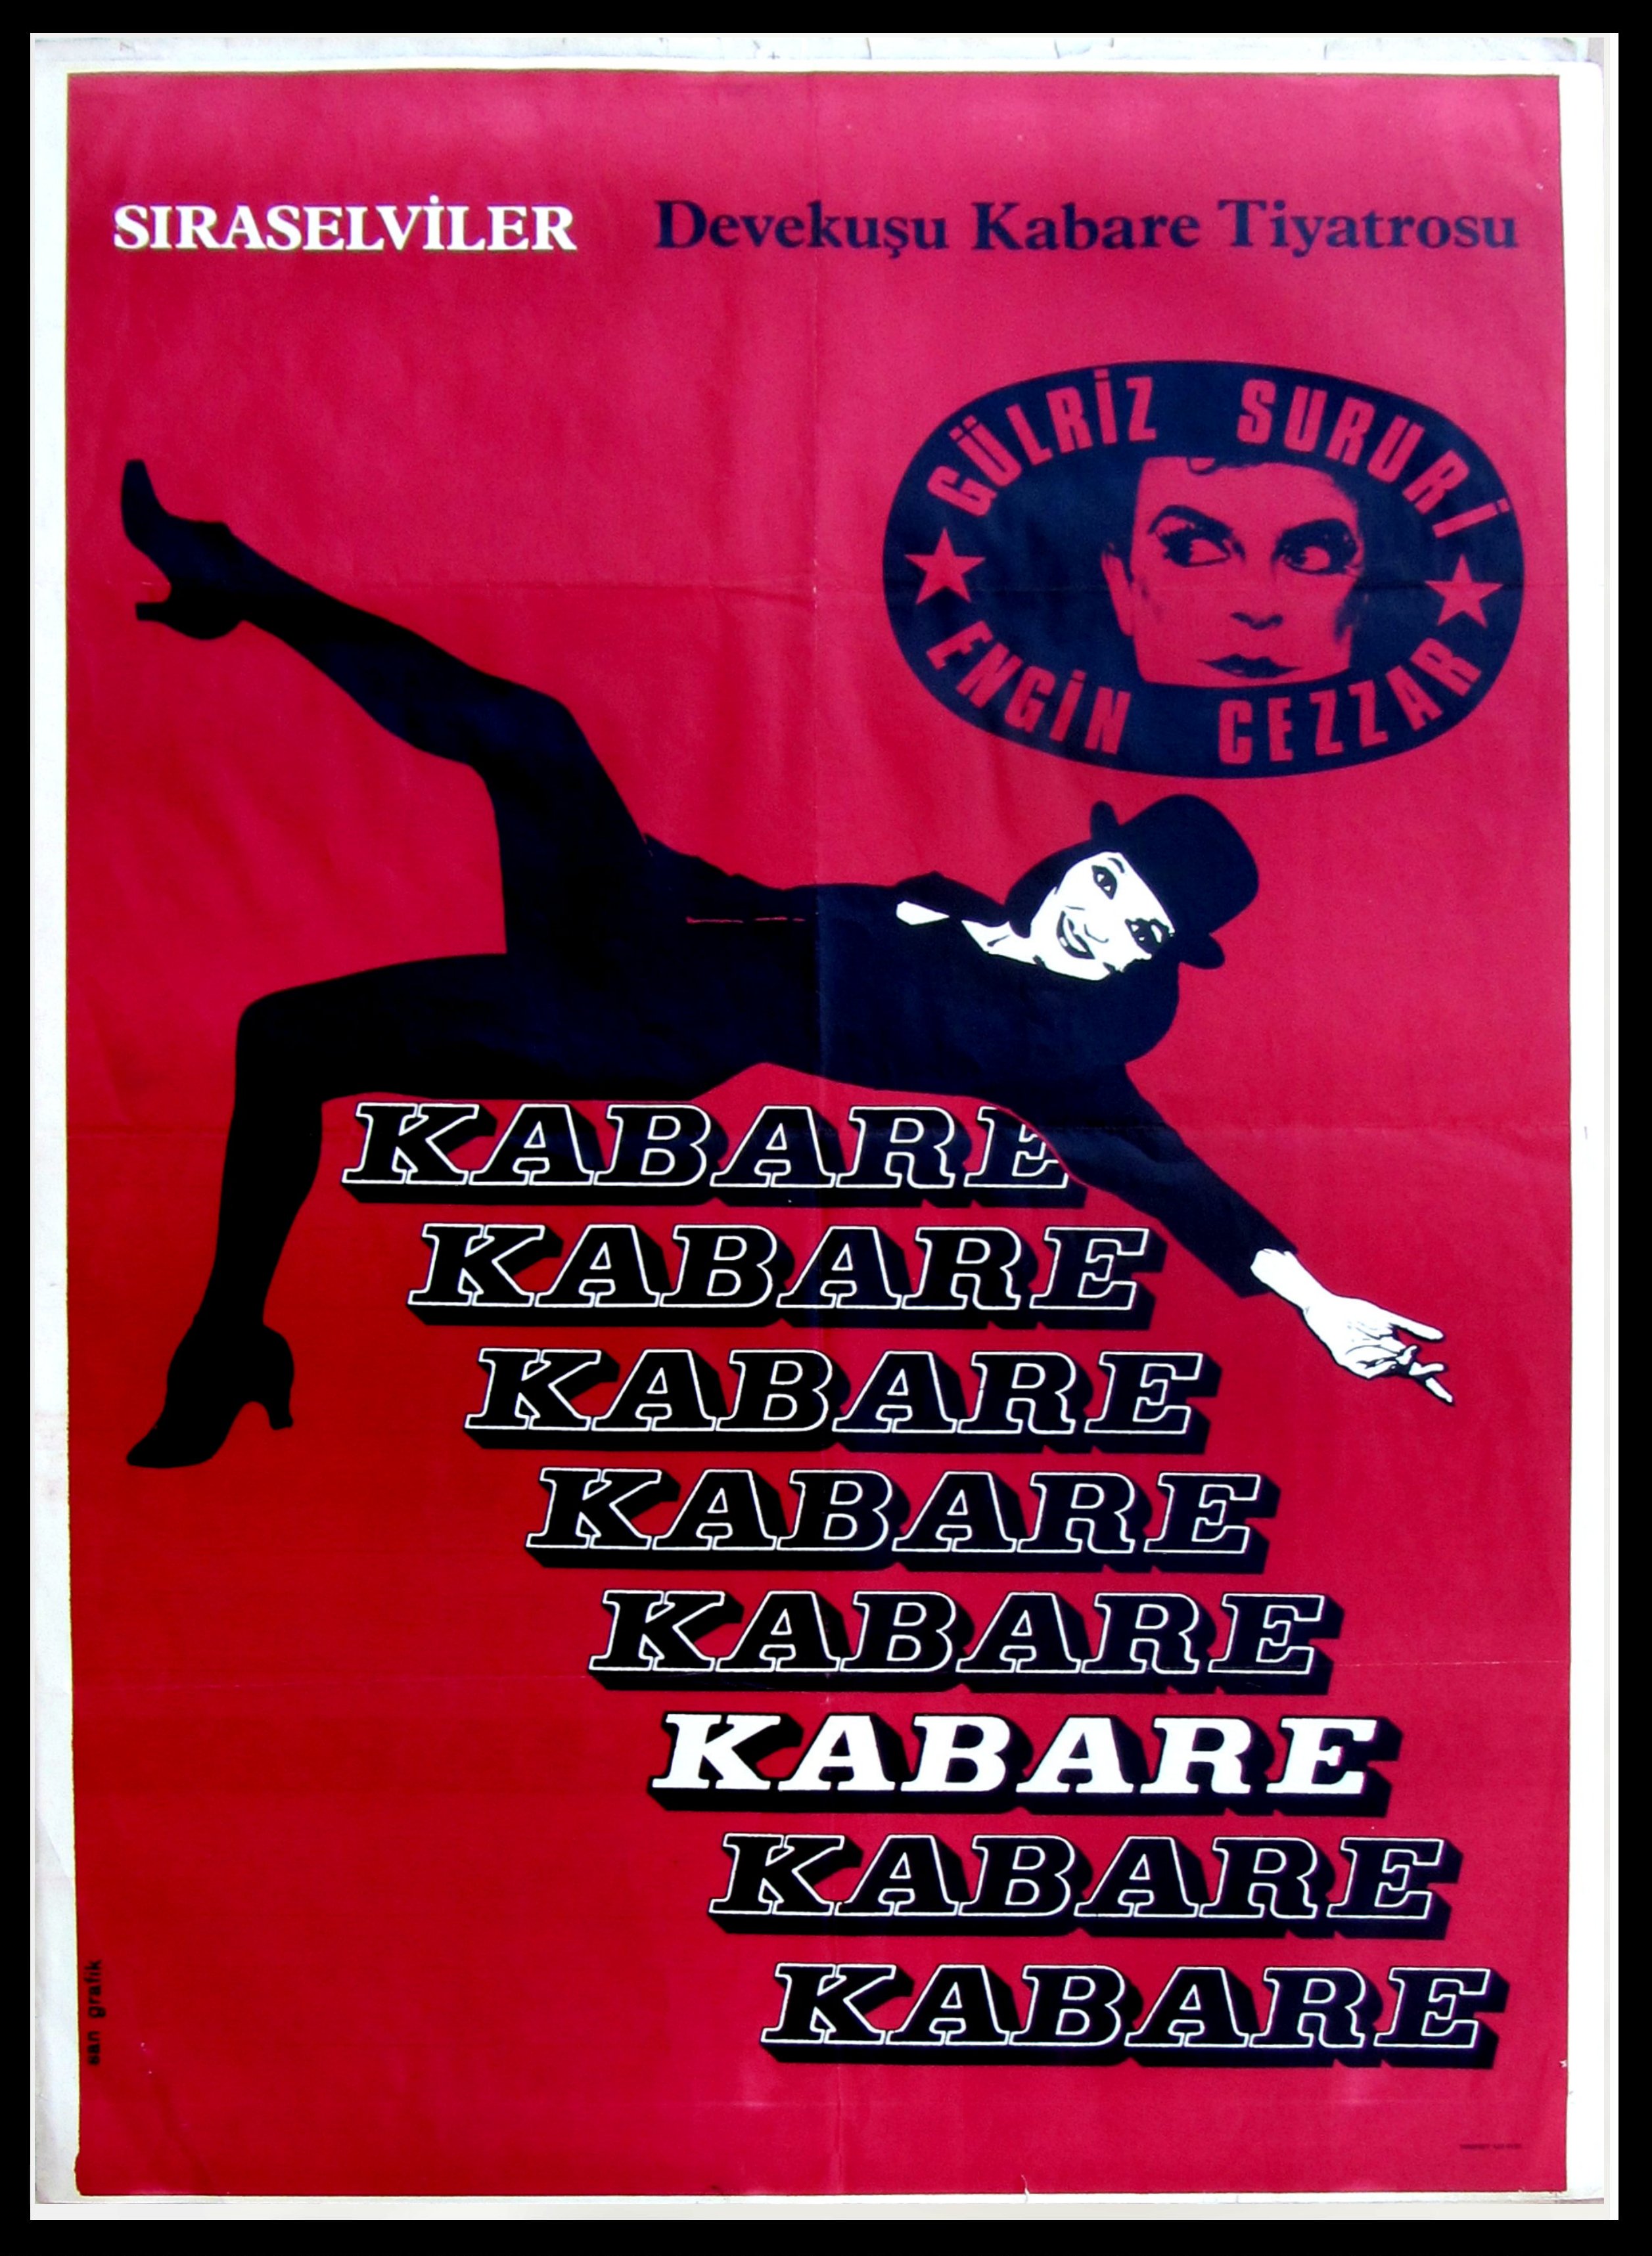 SIRASELVİLER Devekuşu Kabare Tiyatrosu
GÜLRİZ SURURİ
ENGİN CEZZAR
KABARE
KABARE
KABARE
KABARE
KABARE
KABARE
KABARE
KABARE
san grafik